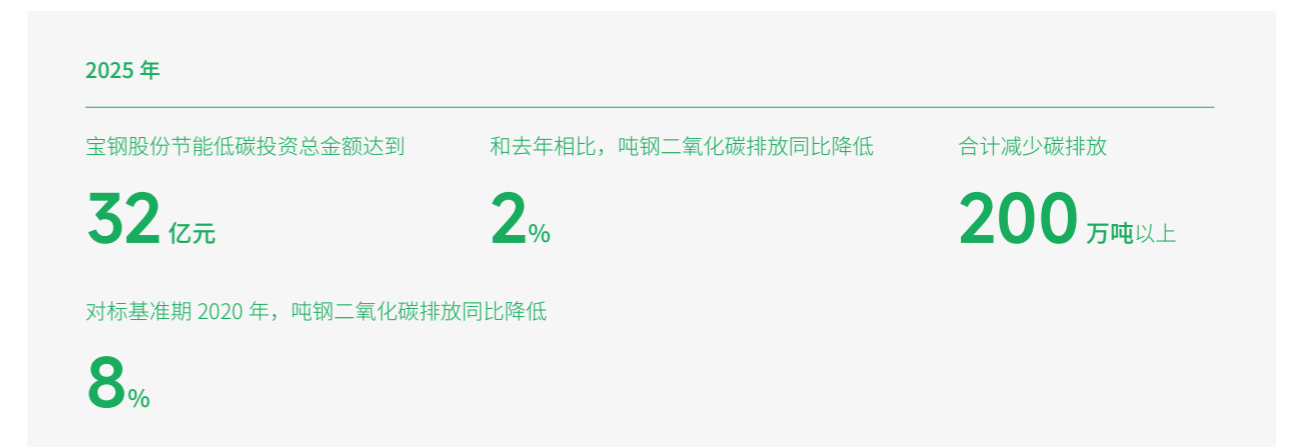 2025 年
宝钢股份节能低碳投资总金额达到
32 亿元
和去年相比，吨钢二氧化碳排放同比降低
2%
合计减少碳排放
200 万吨以上
对标基准期 2020 年，吨钢二氧化碳排放同比降低
8%